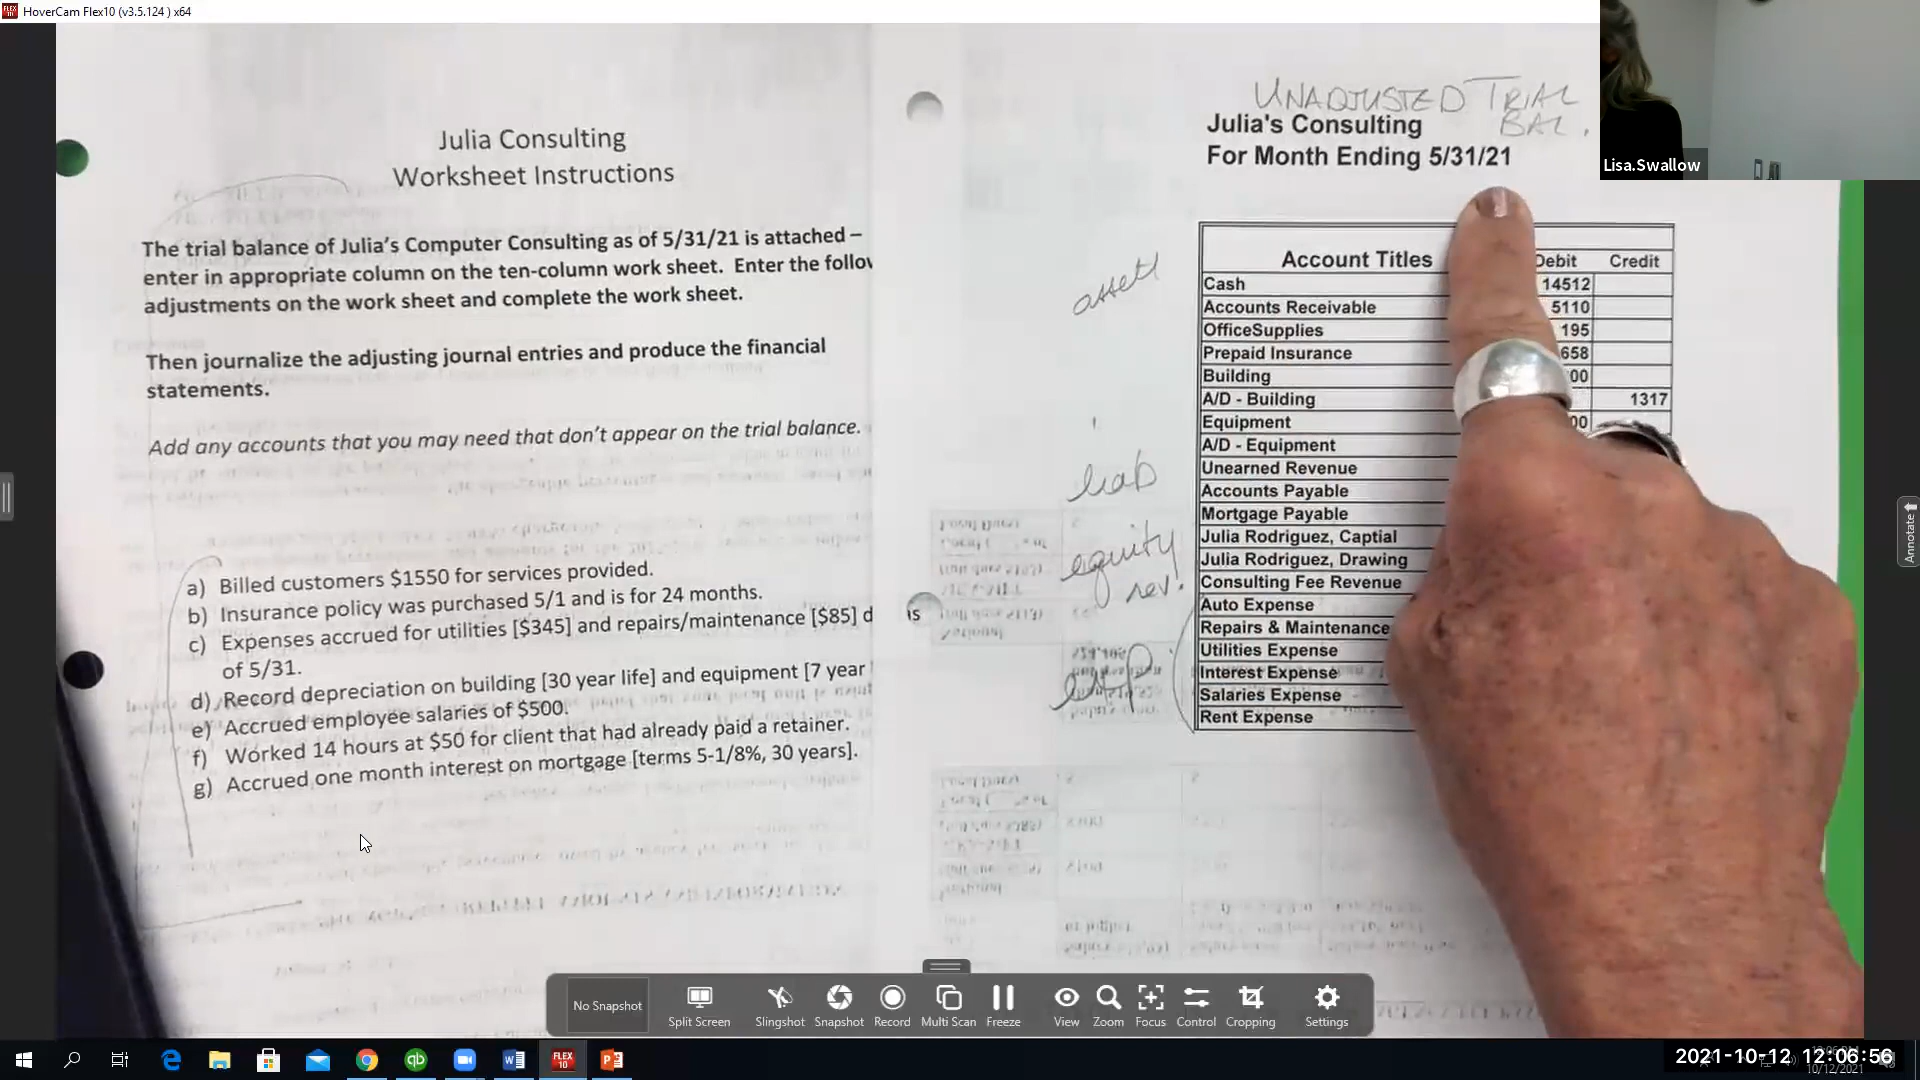 HoverCam Flex10 (v3.5.124 ) x64
Lisa.Swallow
Julia Consulting
Worksheet Instructions
The trial balance of Julia's Computer Consulting as of 5/31/21 is attached –
enter in appropriate column on the ten-column work sheet. Enter the follov
adjustments on the work sheet and complete the work sheet.
Then journalize the adjusting journal entries and produce the financial
statements.
Add any accounts that you may need that don't appear on the trial balance.
a) Billed customers $1550 for services provided.
b) Insurance policy was purchased 5/1 and is for 24 months.
c) Expenses accrued for utilities [$345] and repairs/maintenance [$85] d is
of 5/31.
d) Record depreciation on building [30 year life] and equipment [7 year
e) Accrued employee salaries of $500.
f) Worked 14 hours at $50 for client that had already paid a retainer.
g) Accrued one month interest on mortgage [terms 5-1/8%, 30 years].
UNADJUSTED TRIAL
BAL.
Julia's Consulting
For Month Ending 5/31/21
Account Titles Debit Credit
Cash 14512
Accounts Receivable 5110
OfficeSupplies 195
Prepaid Insurance 658
Building 00
A/D - Building 1317
Equipment 00
A/D - Equipment
Unearned Revenue
Accounts Payable
Mortgage Payable
Julia Rodriguez, Captial
Julia Rodriguez, Drawing
Consulting Fee Revenue
Auto Expense
Repairs & Maintenance
Utilities Expense
Interest Expense
Salaries Expense
Rent Expense
liab
equity
rev.
exp
Annotate
No Snapshot
Split Screen
Slingshot
Snapshot
Record
Multi Scan
Freeze
View
Zoom
Focus
Control
Cropping
Settings
2021-10-12 12:06:56
10/12/2021